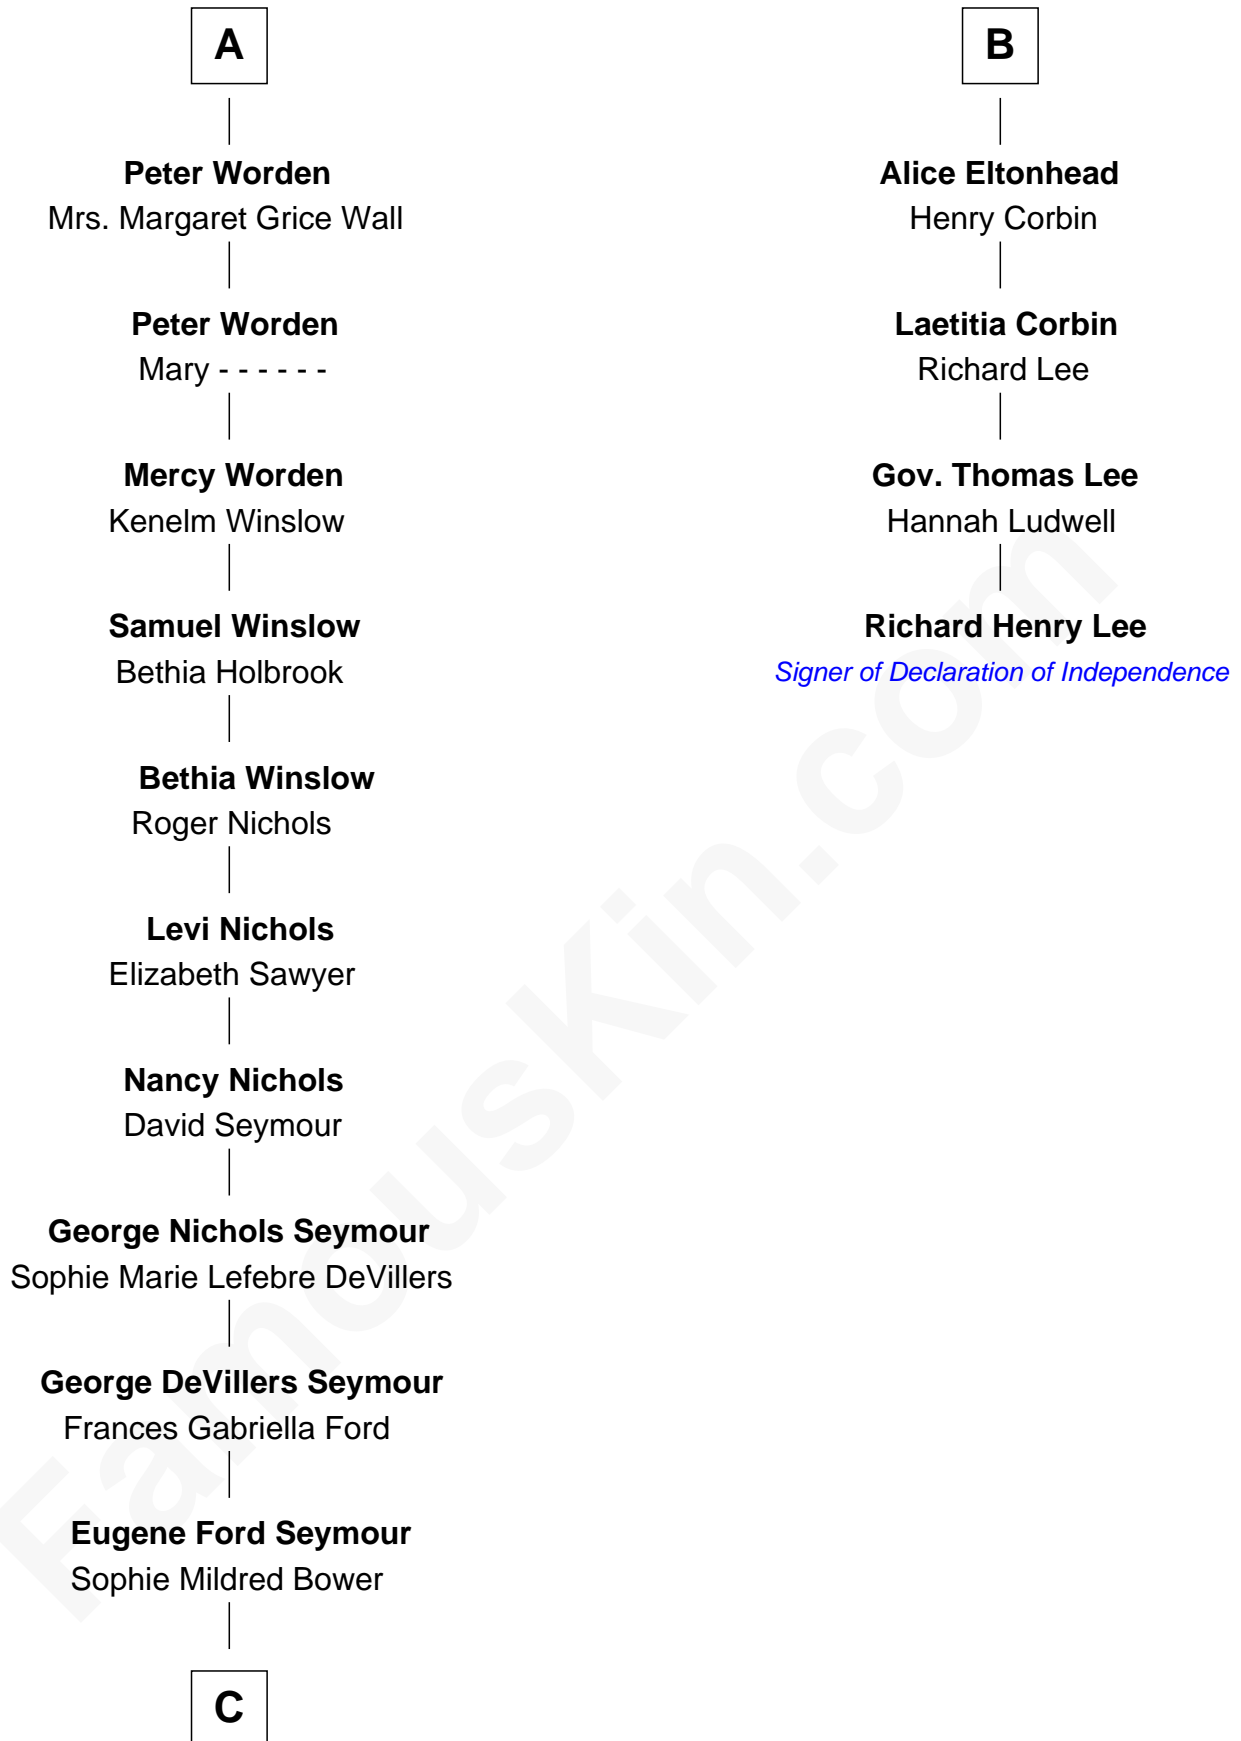 A
Peter Worden
Mrs. Margaret Grice Wall
Peter Worden
Mary - - - - - -
Mercy Worden
Kenelm Winslow
Samuel Winslow
Bethia Holbrook
Bethia Winslow
Roger Nichols
Levi Nichols
Elizabeth Sawyer
Nancy Nichols
David Seymour
George Nichols Seymour
Sophie Marie Lefebre DeVillers
George DeVillers Seymour
Frances Gabriella Ford
Eugene Ford Seymour
Sophie Mildred Bower
C
B
Alice Eltonhead
Henry Corbin
Laetitia Corbin
Richard Lee
Gov. Thomas Lee
Hannah Ludwell
Richard Henry Lee
Signer of Declaration of Independence
FamousKin.com